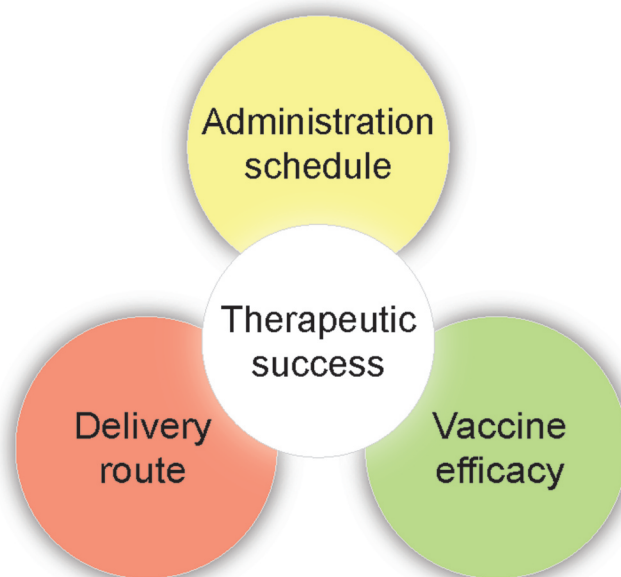 Administration
schedule
Therapeutic
success
Delivery
route
Vaccine
efficacy